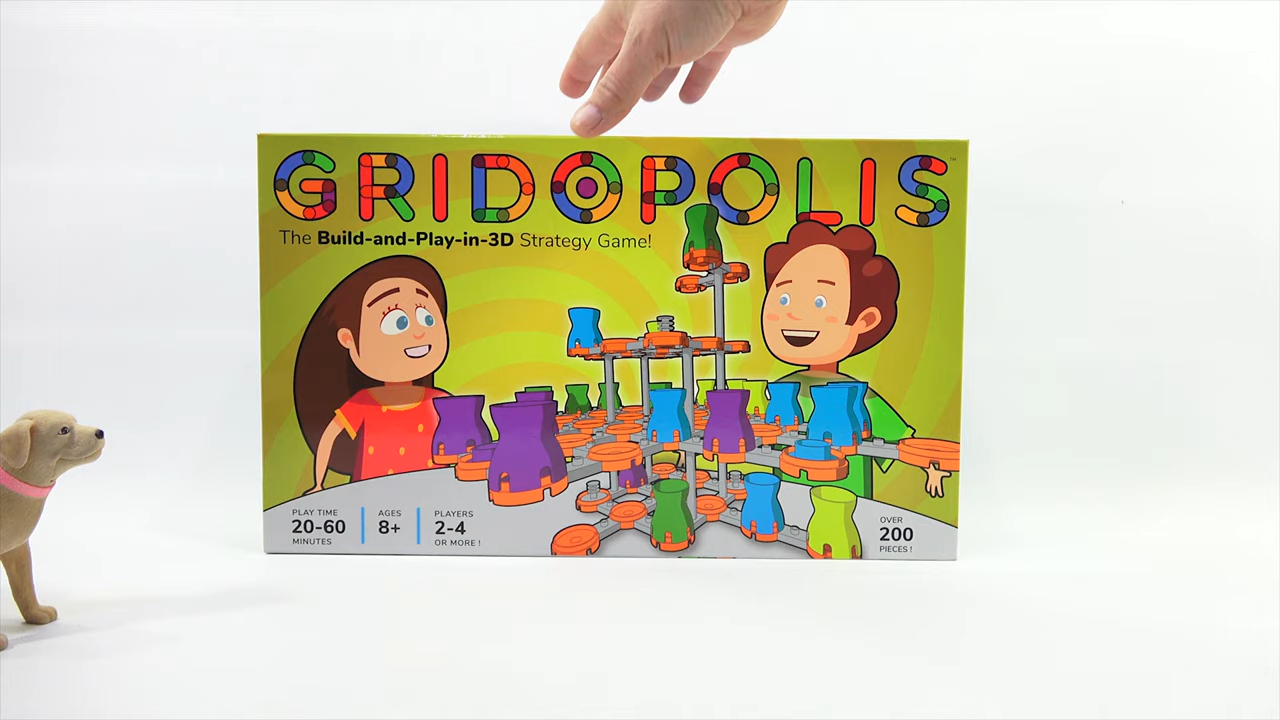 GRIDOPOLIS™
The Build-and-Play-in-3D Strategy Game!
PLAY TIME
20-60
MINUTES
AGES
8+
PLAYERS
2-4
OR MORE!
OVER
200
PIECES!